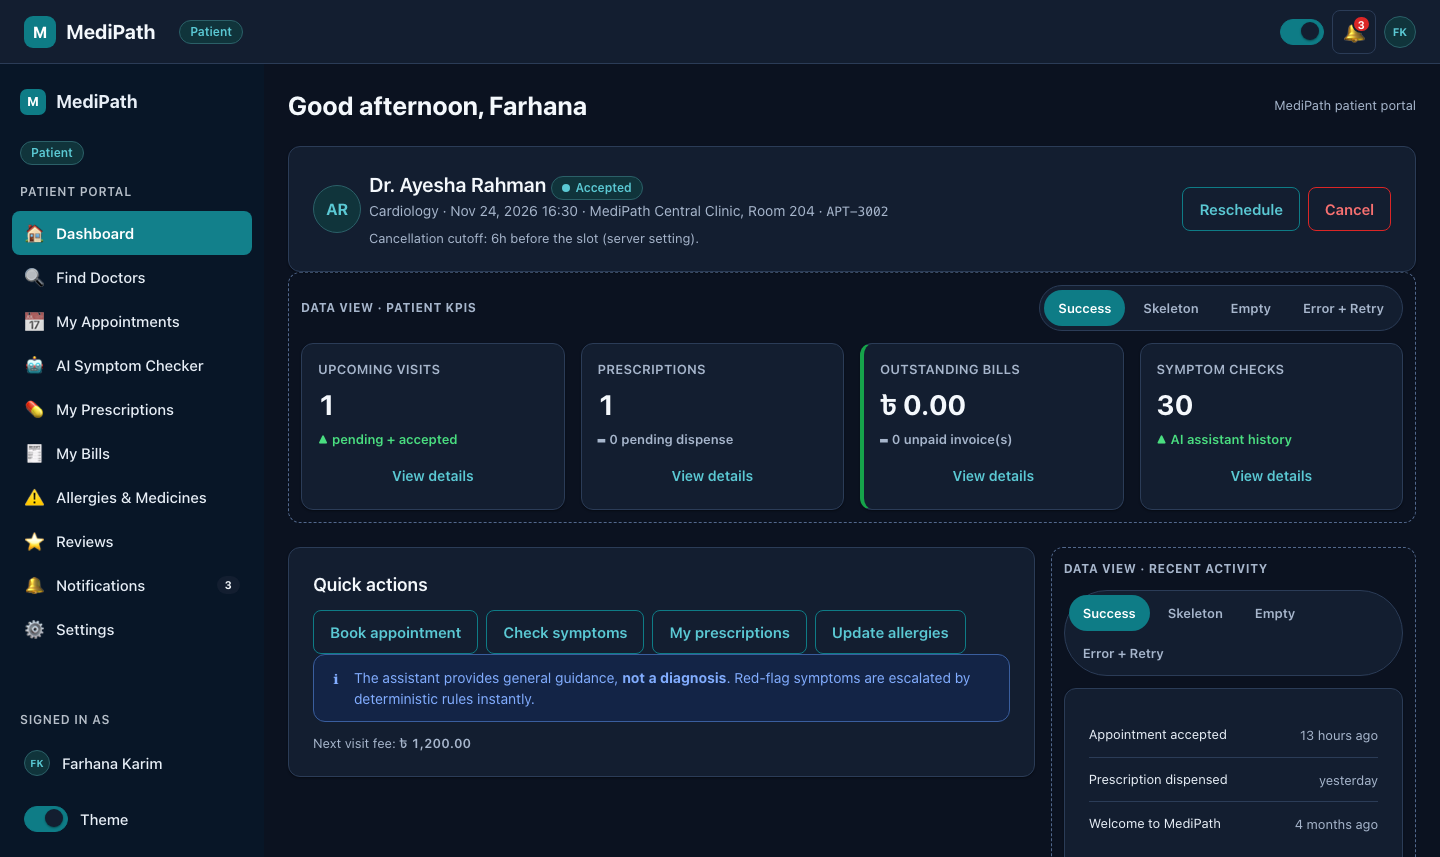 M MediPath Patient
3
FK
M MediPath
Patient
PATIENT PORTAL
Dashboard
Find Doctors
My Appointments
AI Symptom Checker
My Prescriptions
My Bills
Allergies & Medicines
Reviews
Notifications 3
Settings
SIGNED IN AS
FK Farhana Karim
Theme
Good afternoon, Farhana
MediPath patient portal
AR
Dr. Ayesha Rahman Accepted
Cardiology · Nov 24, 2026 16:30 · MediPath Central Clinic, Room 204 · APT-3002
Cancellation cutoff: 6h before the slot (server setting).
Reschedule Cancel
DATA VIEW · PATIENT KPIS
Success Skeleton Empty Error + Retry
UPCOMING VISITS
1
▲ pending + accepted
View details
PRESCRIPTIONS
1
▬ 0 pending dispense
View details
OUTSTANDING BILLS
৳ 0.00
▬ 0 unpaid invoice(s)
View details
SYMPTOM CHECKS
30
▲ AI assistant history
View details
Quick actions
Book appointment Check symptoms My prescriptions Update allergies
ℹ The assistant provides general guidance, not a diagnosis. Red-flag symptoms are escalated by
deterministic rules instantly.
Next visit fee: ৳ 1,200.00
DATA VIEW · RECENT ACTIVITY
Success Skeleton Empty
Error + Retry
Appointment accepted 13 hours ago
Prescription dispensed yesterday
Welcome to MediPath 4 months ago